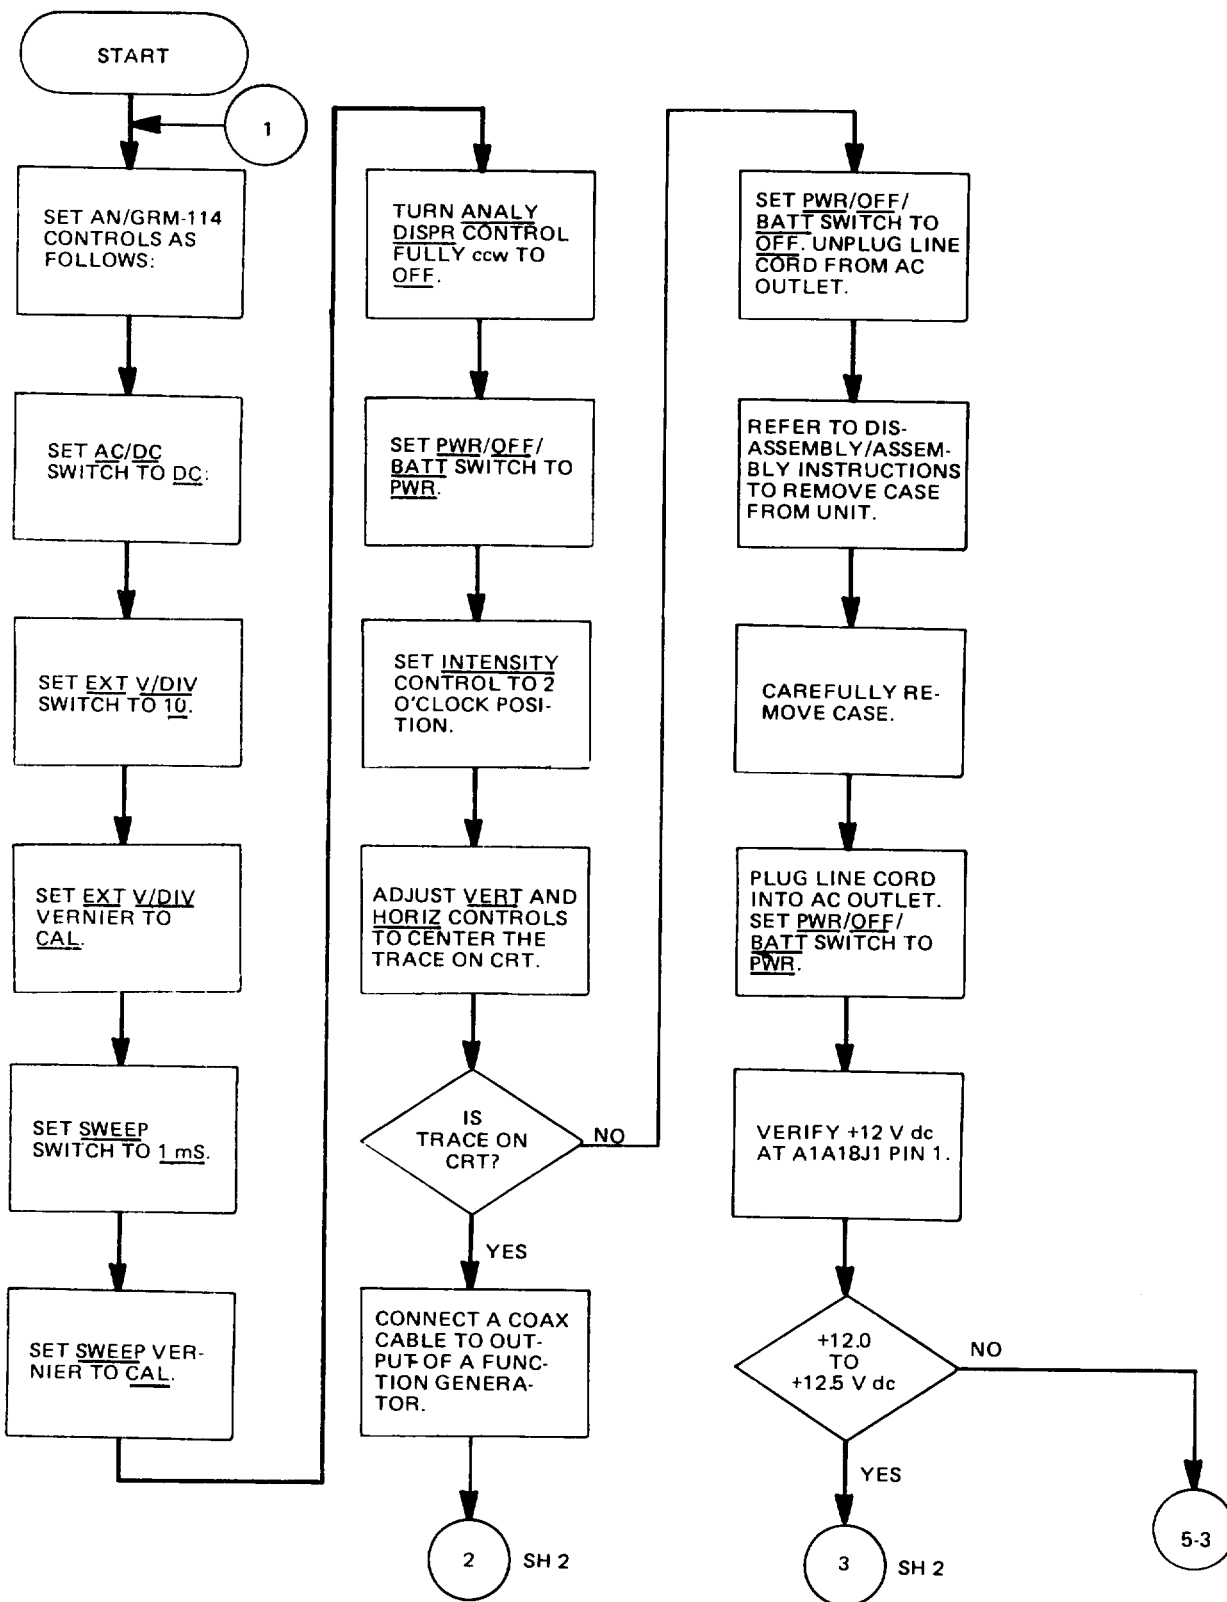 START
1
SET AN/GRM-114
CONTROLS AS
FOLLOWS:
SET AC/DC
SWITCH TO DC:
SET EXT V/DIV
SWITCH TO 10.
SET EXT V/DIV
VERNIER TO
CAL.
SET SWEEP
SWITCH TO 1 mS.
SET SWEEP VER-
NIER TO CAL.
TURN ANALY
DISPR CONTROL
FULLY ccw TO
OFF.
SET PWR/OFF/
BATT SWITCH TO
PWR.
SET INTENSITY
CONTROL TO 2
O'CLOCK POSI-
TION.
ADJUST VERT AND
HORIZ CONTROLS
TO CENTER THE
TRACE ON CRT.
IS
TRACE ON
CRT?
NO
YES
CONNECT A COAX
CABLE TO OUT-
PUT OF A FUNC-
TION GENERA-
TOR.
2
SH 2
SET PWR/OFF/
BATT SWITCH TO
OFF. UNPLUG LINE
CORD FROM AC
OUTLET.
REFER TO DIS-
ASSEMBLY/ASSEM-
BLY INSTRUCTIONS
TO REMOVE CASE
FROM UNIT.
CAREFULLY RE-
MOVE CASE.
PLUG LINE CORD
INTO AC OUTLET.
SET PWR/OFF/
BATT SWITCH TO
PWR.
VERIFY +12 V dc
AT A1A18J1 PIN 1.
+12.0
TO
+12.5 V dc
NO
YES
3
SH 2
5-3